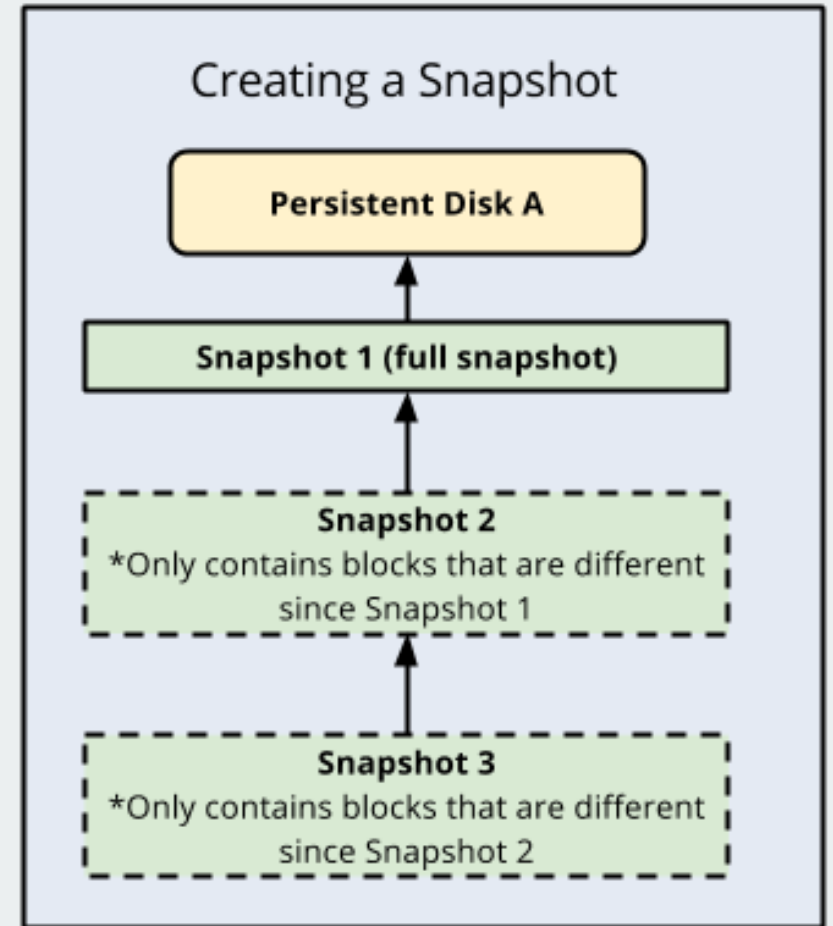 Creating a Snapshot
Persistent Disk A
Snapshot 1 (full snapshot)
Snapshot 2
*Only contains blocks that are different
since Snapshot 1
Snapshot 3
*Only contains blocks that are different
since Snapshot 2